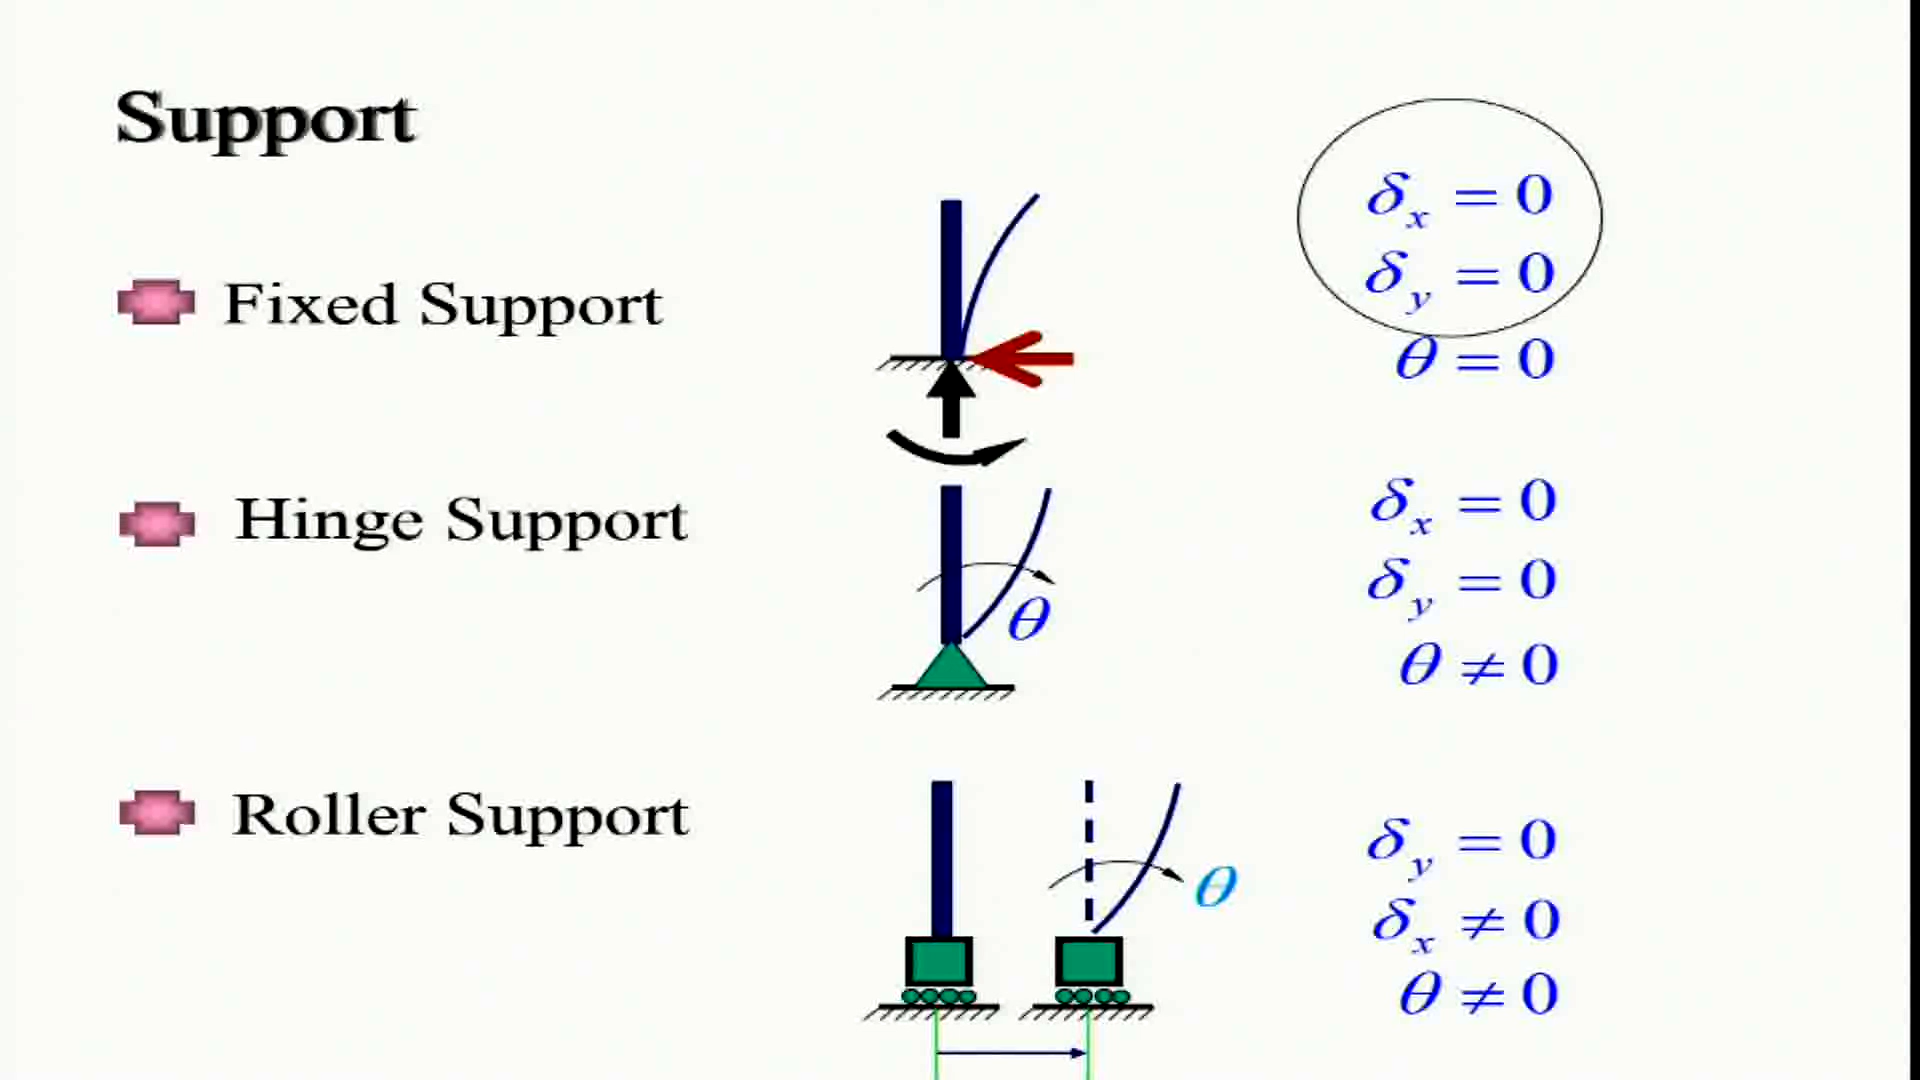 Support
Fixed Support
δx = 0
δy = 0
θ = 0
Hinge Support
θ
δx = 0
δy = 0
θ ≠ 0
Roller Support
θ
δy = 0
δx ≠ 0
θ ≠ 0